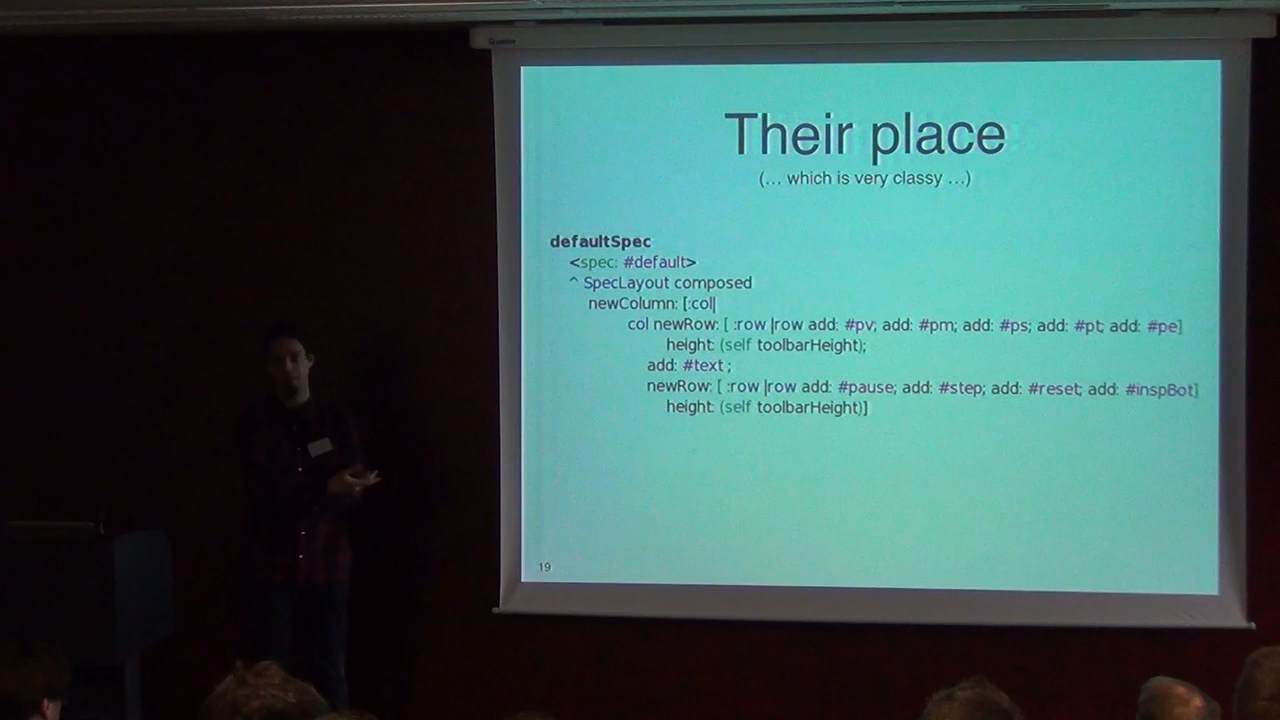 Their place
(... which is very classy ...)
defaultSpec
<spec: #default>
^ SpecLayout composed
newColumn: [:col|
col newRow: [ :row |row add: #pv; add: #pm; add: #ps; add: #pt; add: #pe]
height: (self toolbarHeight);
add: #text ;
newRow: [ :row |row add: #pause; add: #step; add: #reset; add: #inspBot]
height: (self toolbarHeight)]
19